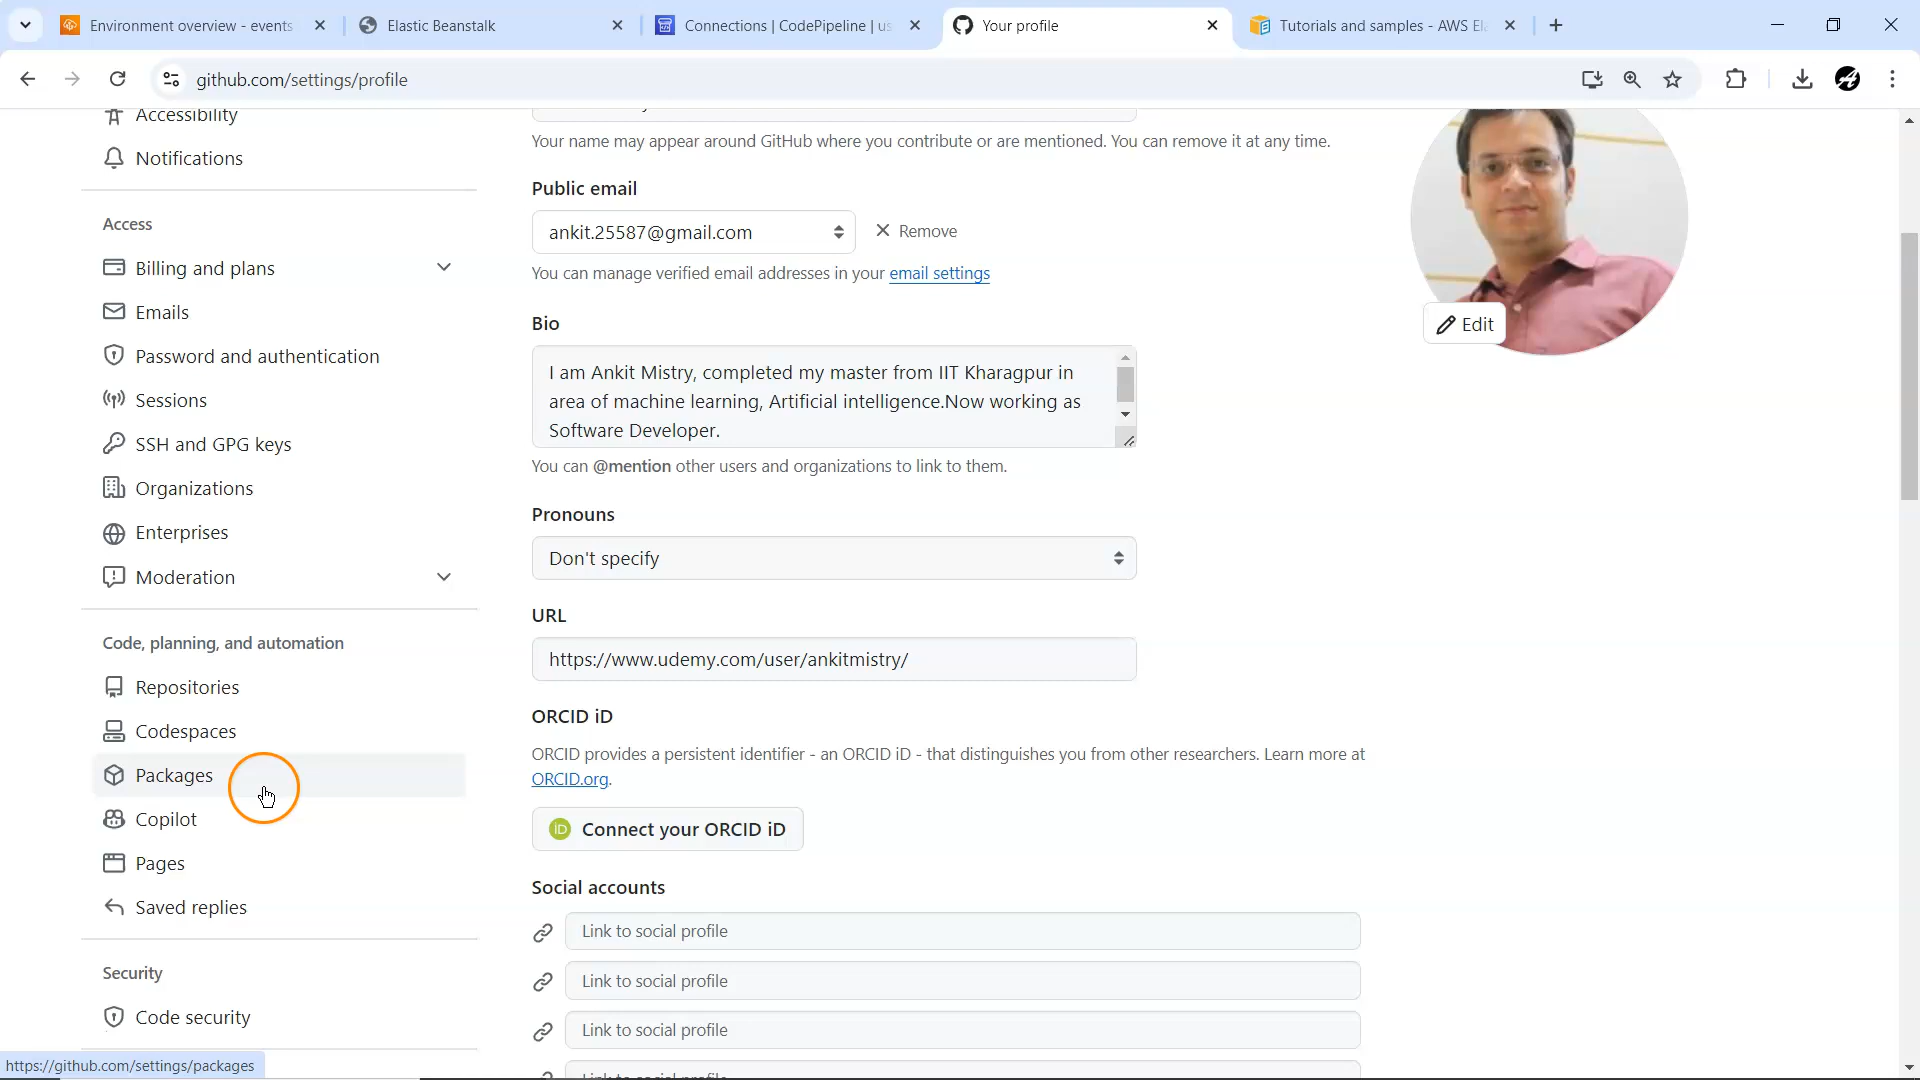 Environment overview - events
Elastic Beanstalk
Connections | CodePipeline | us
Your profile
Tutorials and samples - AWS Ela
github.com/settings/profile
Accessibility
Notifications
Access
Billing and plans
Emails
Password and authentication
Sessions
SSH and GPG keys
Organizations
Enterprises
Moderation
Code, planning, and automation
Repositories
Codespaces
Packages
Copilot
Pages
Saved replies
Security
Code security
https://github.com/settings/packages
Your name may appear around GitHub where you contribute or are mentioned. You can remove it at any time.
Public email
ankit.25587@gmail.com
Remove
You can manage verified email addresses in your email settings
Bio
I am Ankit Mistry, completed my master from IIT Kharagpur in
area of machine learning, Artificial intelligence.Now working as
Software Developer.
You can @mention other users and organizations to link to them.
Pronouns
Don't specify
URL
https://www.udemy.com/user/ankitmistry/
ORCID iD
ORCID provides a persistent identifier - an ORCID iD - that distinguishes you from other researchers. Learn more at
ORCID.org.
iD Connect your ORCID iD
Social accounts
Link to social profile
Link to social profile
Link to social profile
Link to social profile
Edit